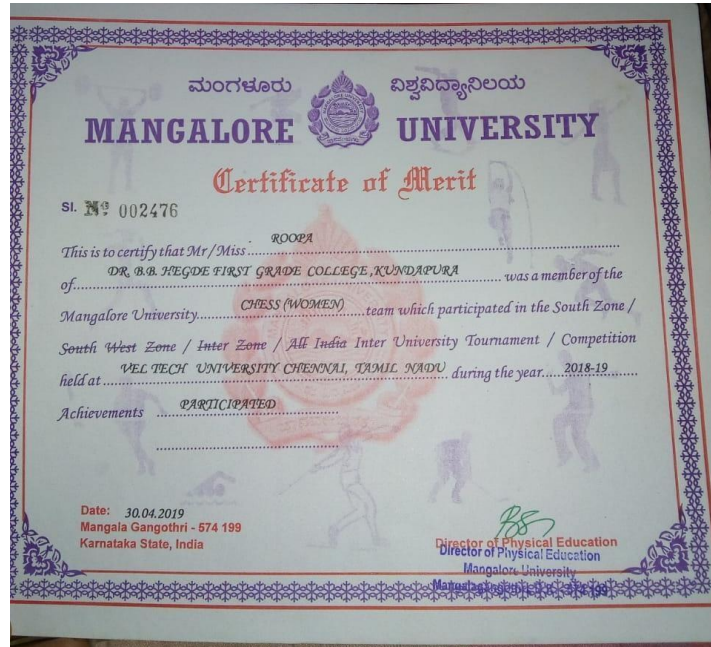 ಮಂಗಳೂರು ವಿಶ್ವವಿದ್ಯಾನಿಲಯ
MANGALORE UNIVERSITY
Certificate of Merit
Sl. Nº 002476
This is to certify that Mr/Miss ROOPA
of DR. B.B. HEGDE FIRST GRADE COLLEGE, KUNDAPURA was a member of the
Mangalore University CHESS (WOMEN) team which participated in the South Zone /
South West Zone / Inter Zone / All India Inter University Tournament / Competition
held at VEL TECH UNIVERSITY CHENNAI, TAMIL NADU during the year 2018-19
Achievements PARTICIPATED
Date: 30.04.2019
Mangala Gangothri - 574 199
Karnataka State, India
Director of Physical Education
Director of Physical Education
Mangalore University
574 199